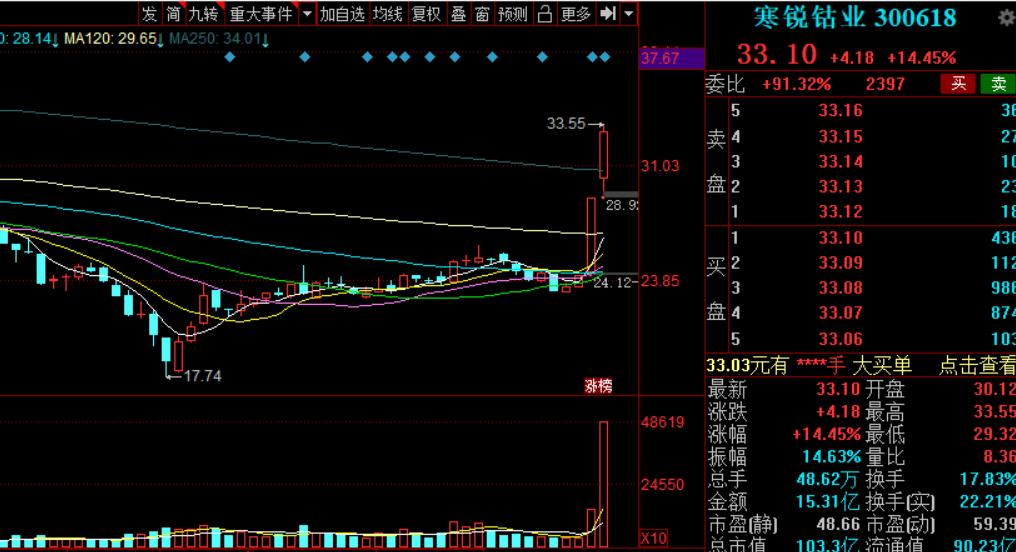 发 简 九转 重大事件 加自选 均线 复权 叠 窗 预测 更多
0: 28.14↓ MA120: 29.65↓ MA250: 34.01↓
37.67
33.55
31.03
28.92
24.12
23.85
17.74
涨榜
48619
24550
X10
寒锐钴业 300618
33.10 +4.18 +14.45%
委比 +91.32% 2397 买 卖
卖盘
5 33.16 36
4 33.15 27
3 33.14 10
2 33.13 23
1 33.12 18
买盘
1 33.10 436
2 33.09 112
3 33.08 986
4 33.07 874
5 33.06 103
33.03元有 ****手 大买单 点击查看
最新 33.10 开盘 30.12
涨跌 +4.18 最高 33.55
涨幅 +14.45% 最低 29.32
振幅 14.63% 量比 8.36
总手 48.62万 换手 17.83%
金额 15.31亿 换手(实) 22.21%
市盈(静) 48.66 市盈(动) 59.39
总市值 103.3亿 流通值 90.23亿